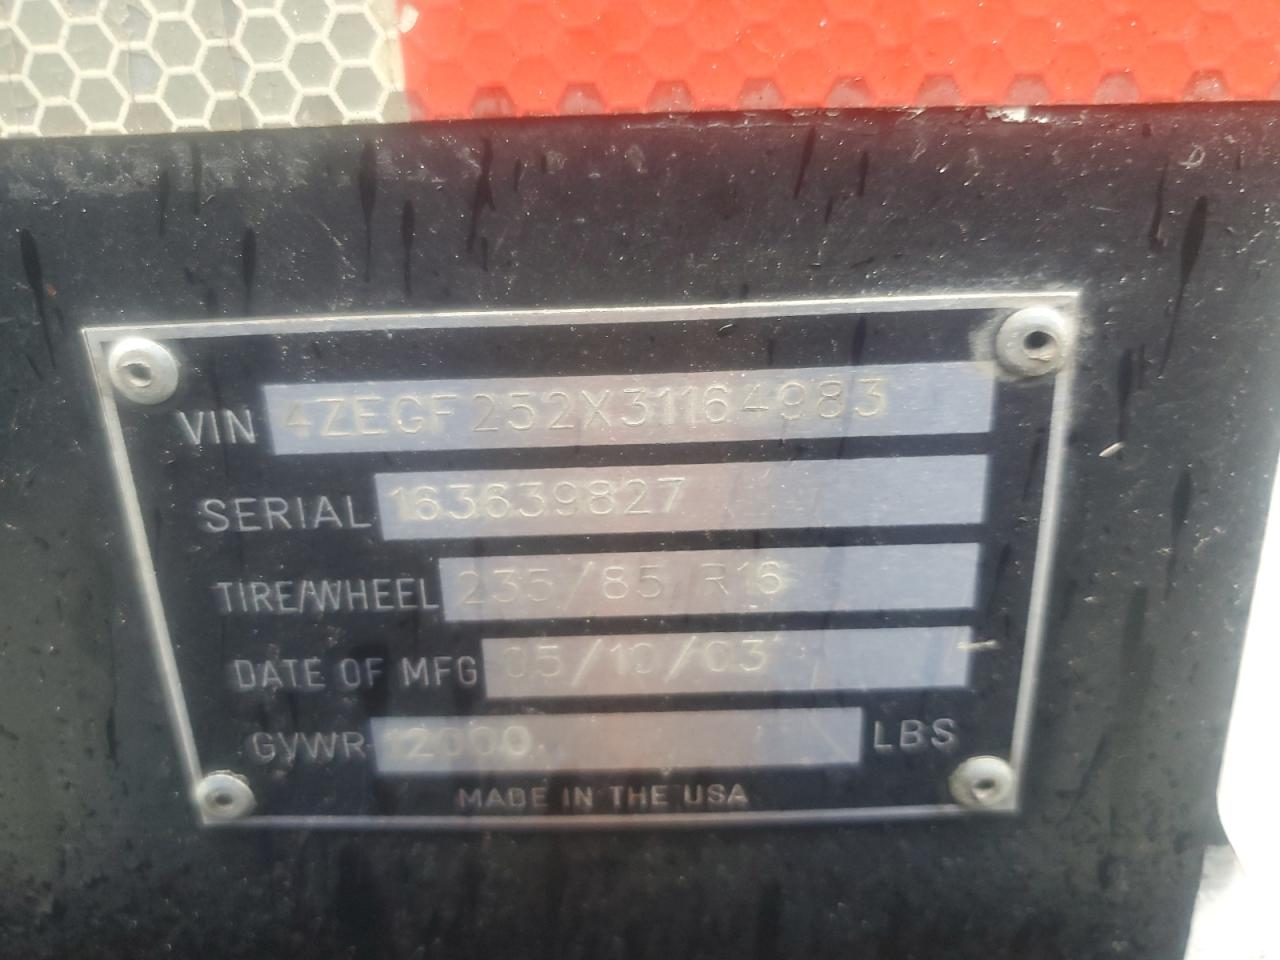 VIN 4ZEGF252X31164983
SERIAL 163639827
TIRE/WHEEL 235/85 R16
DATE OF MFG 05/10/03
GVWR 12000 LBS
MADE IN THE USA